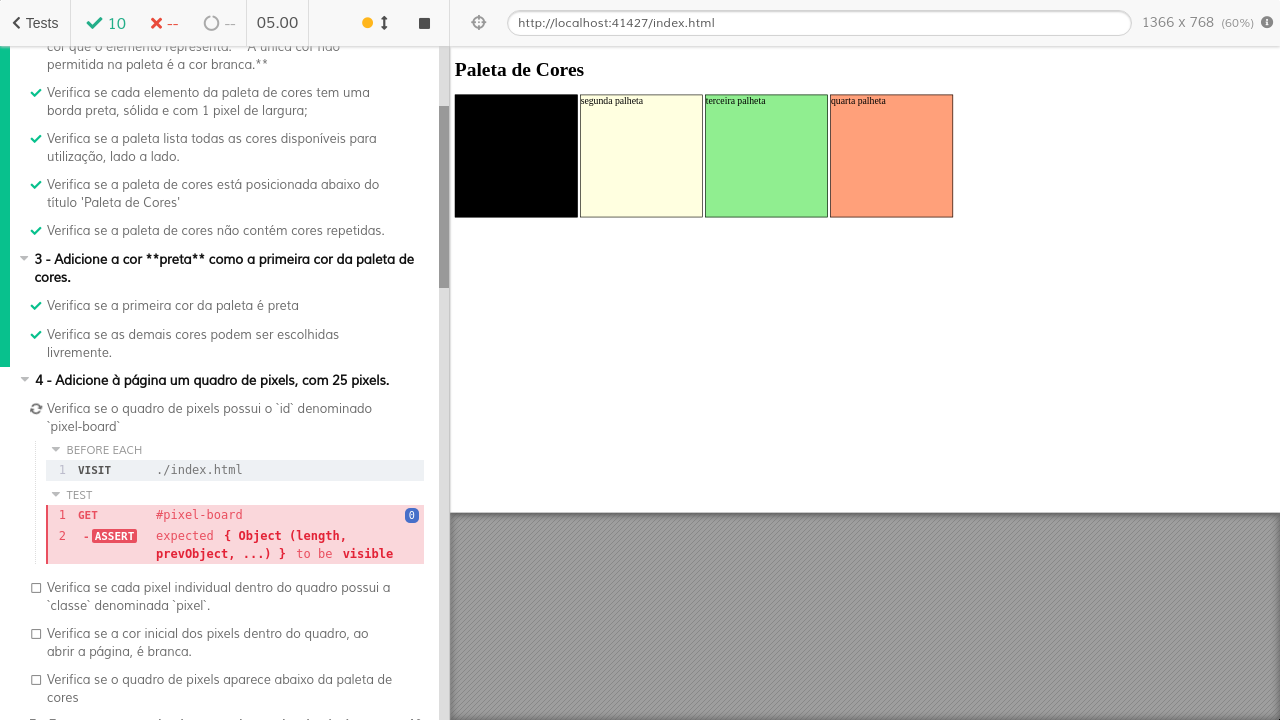 Tests 10 -- -- 05.00 http://localhost:41427/index.html 1366 x 768 (60%)
cor que o elemento representa. **A única cor não
permitida na paleta é a cor branca.**
Verifica se cada elemento da paleta de cores tem uma
borda preta, sólida e com 1 pixel de largura;
Verifica se a paleta lista todas as cores disponíveis para
utilização, lado a lado.
Verifica se a paleta de cores está posicionada abaixo do
título 'Paleta de Cores'
Verifica se a paleta de cores não contém cores repetidas.
3 - Adicione a cor **preta** como a primeira cor da paleta de
cores.
Verifica se a primeira cor da paleta é preta
Verifica se as demais cores podem ser escolhidas
livremente.
4 - Adicione à página um quadro de pixels, com 25 pixels.
Verifica se o quadro de pixels possui o `id` denominado
`pixel-board`
BEFORE EACH
1 VISIT ./index.html
TEST
1 GET #pixel-board 0
2 -ASSERT expected { Object (length,
prevObject, ...) } to be visible
Verifica se cada pixel individual dentro do quadro possui a
`classe` denominada `pixel`.
Verifica se a cor inicial dos pixels dentro do quadro, ao
abrir a página, é branca.
Verifica se o quadro de pixels aparece abaixo da paleta de
cores
Paleta de Cores
segunda palheta
terceira palheta
quarta palheta